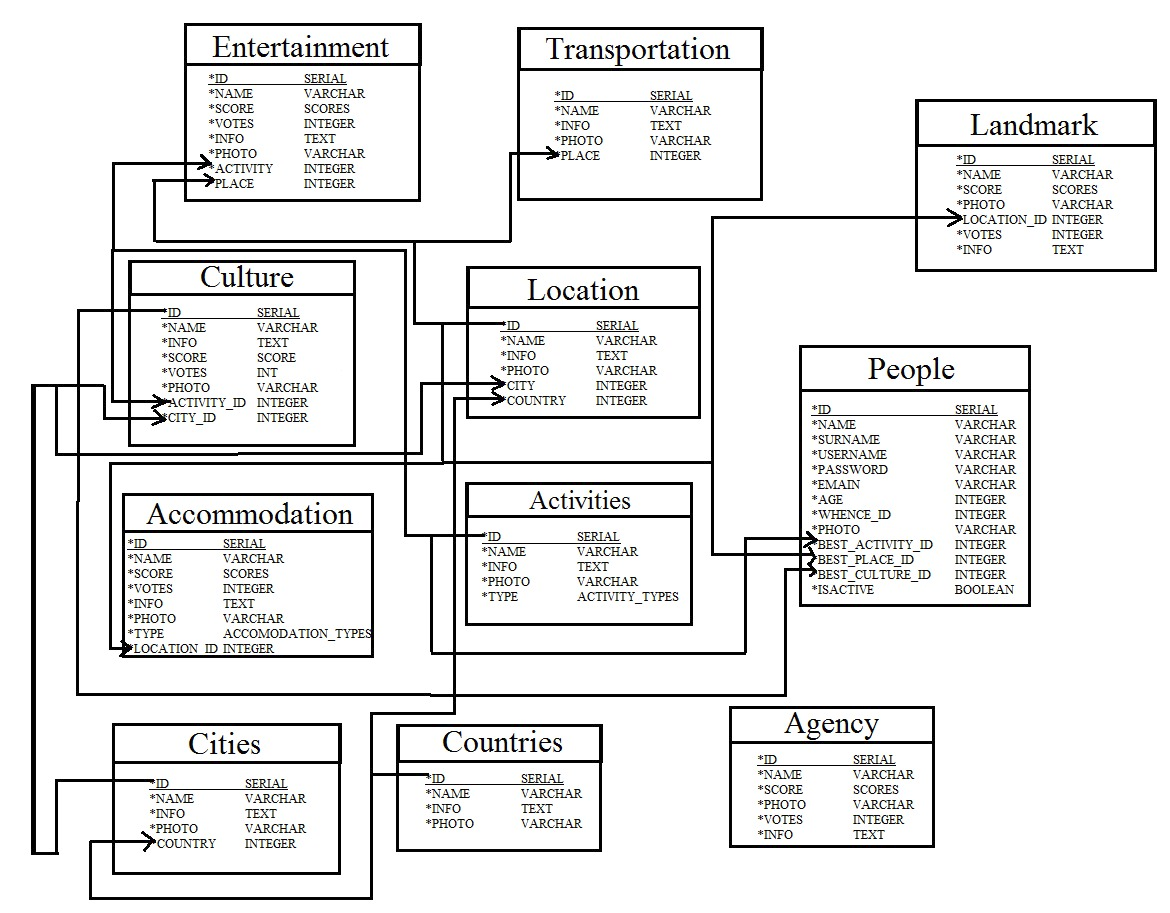 Entertainment
*ID SERIAL
*NAME VARCHAR
*SCORE SCORES
*VOTES INTEGER
*INFO TEXT
*PHOTO VARCHAR
*ACTIVITY INTEGER
PLACE INTEGER
Transportation
*ID SERIAL
*NAME VARCHAR
*INFO TEXT
*PHOTO VARCHAR
*PLACE INTEGER
Landmark
*ID SERIAL
*NAME VARCHAR
*SCORE SCORES
*PHOTO VARCHAR
LOCATION_ID INTEGER
*VOTES INTEGER
*INFO TEXT
Culture
*ID SERIAL
*NAME VARCHAR
*INFO TEXT
*SCORE SCORE
*VOTES INT
*PHOTO VARCHAR
*ACTIVITY_ID INTEGER
*CITY_ID INTEGER
Location
*ID SERIAL
*NAME VARCHAR
*INFO TEXT
*PHOTO VARCHAR
*CITY INTEGER
*COUNTRY INTEGER
People
*ID SERIAL
*NAME VARCHAR
*SURNAME VARCHAR
*USERNAME VARCHAR
*PASSWORD VARCHAR
*EMAIN VARCHAR
*AGE INTEGER
*WHENCE_ID INTEGER
*PHOTO VARCHAR
*BEST_ACTIVITY_ID INTEGER
*BEST_PLACE_ID INTEGER
*BEST_CULTURE_ID INTEGER
*ISACTIVE BOOLEAN
Accommodation
*ID SERIAL
*NAME VARCHAR
*SCORE SCORES
*VOTES INTEGER
*INFO TEXT
*PHOTO VARCHAR
*TYPE ACCOMODATION_TYPES
*LOCATION_ID INTEGER
Activities
*ID SERIAL
*NAME VARCHAR
*INFO TEXT
*PHOTO VARCHAR
*TYPE ACTIVITY_TYPES
Cities
*ID SERIAL
*NAME VARCHAR
*INFO TEXT
*PHOTO VARCHAR
*COUNTRY INTEGER
Countries
*ID SERIAL
*NAME VARCHAR
*INFO TEXT
*PHOTO VARCHAR
Agency
*ID SERIAL
*NAME VARCHAR
*SCORE SCORES
*PHOTO VARCHAR
*VOTES INTEGER
*INFO TEXT